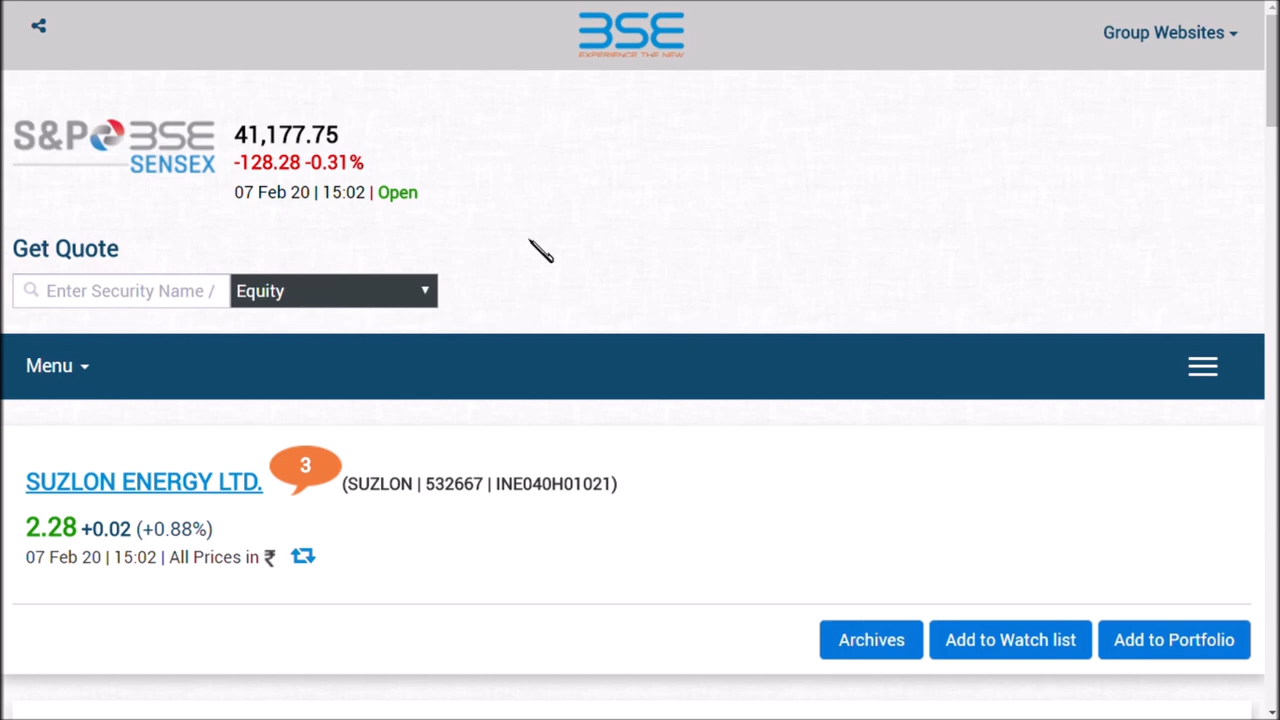 BSE
EXPERIENCE THE NEW
Group Websites
S&P BSE
SENSEX
41,177.75
-128.28 -0.31%
07 Feb 20 | 15:02 | Open
Get Quote
Enter Security Name /
Equity
Menu
SUZLON ENERGY LTD.
3
(SUZLON | 532667 | INE040H01021)
2.28 +0.02 (+0.88%)
07 Feb 20 | 15:02 | All Prices in ₹
Archives
Add to Watch list
Add to Portfolio